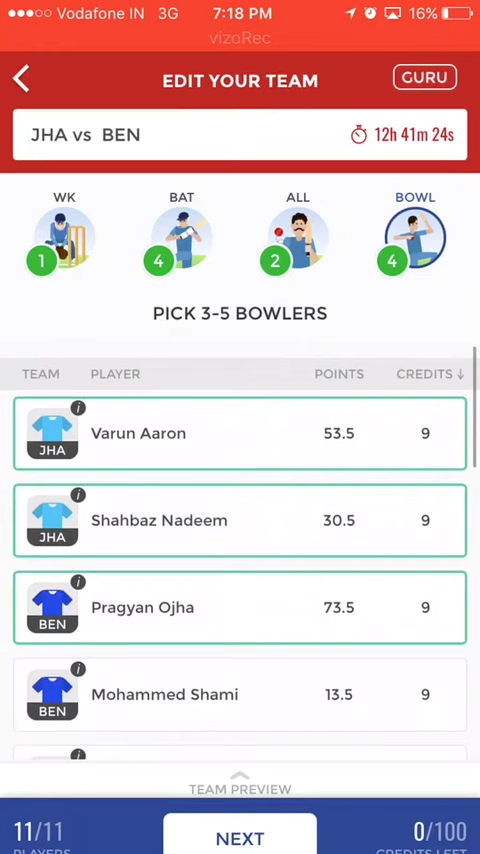 Vodafone IN 3G 7:18 PM 16%
vizoRec
EDIT YOUR TEAM GURU
JHA vs BEN 12h 41m 24s
WK BAT ALL BOWL
1 4 2 4
PICK 3-5 BOWLERS
TEAM PLAYER POINTS CREDITS ↓
i
Varun Aaron 53.5 9
JHA
i
Shahbaz Nadeem 30.5 9
JHA
i
Pragyan Ojha 73.5 9
BEN
i
Mohammed Shami 13.5 9
BEN
i
TEAM PREVIEW
11/11 NEXT 0/100
PLAYERS CREDITS LEFT